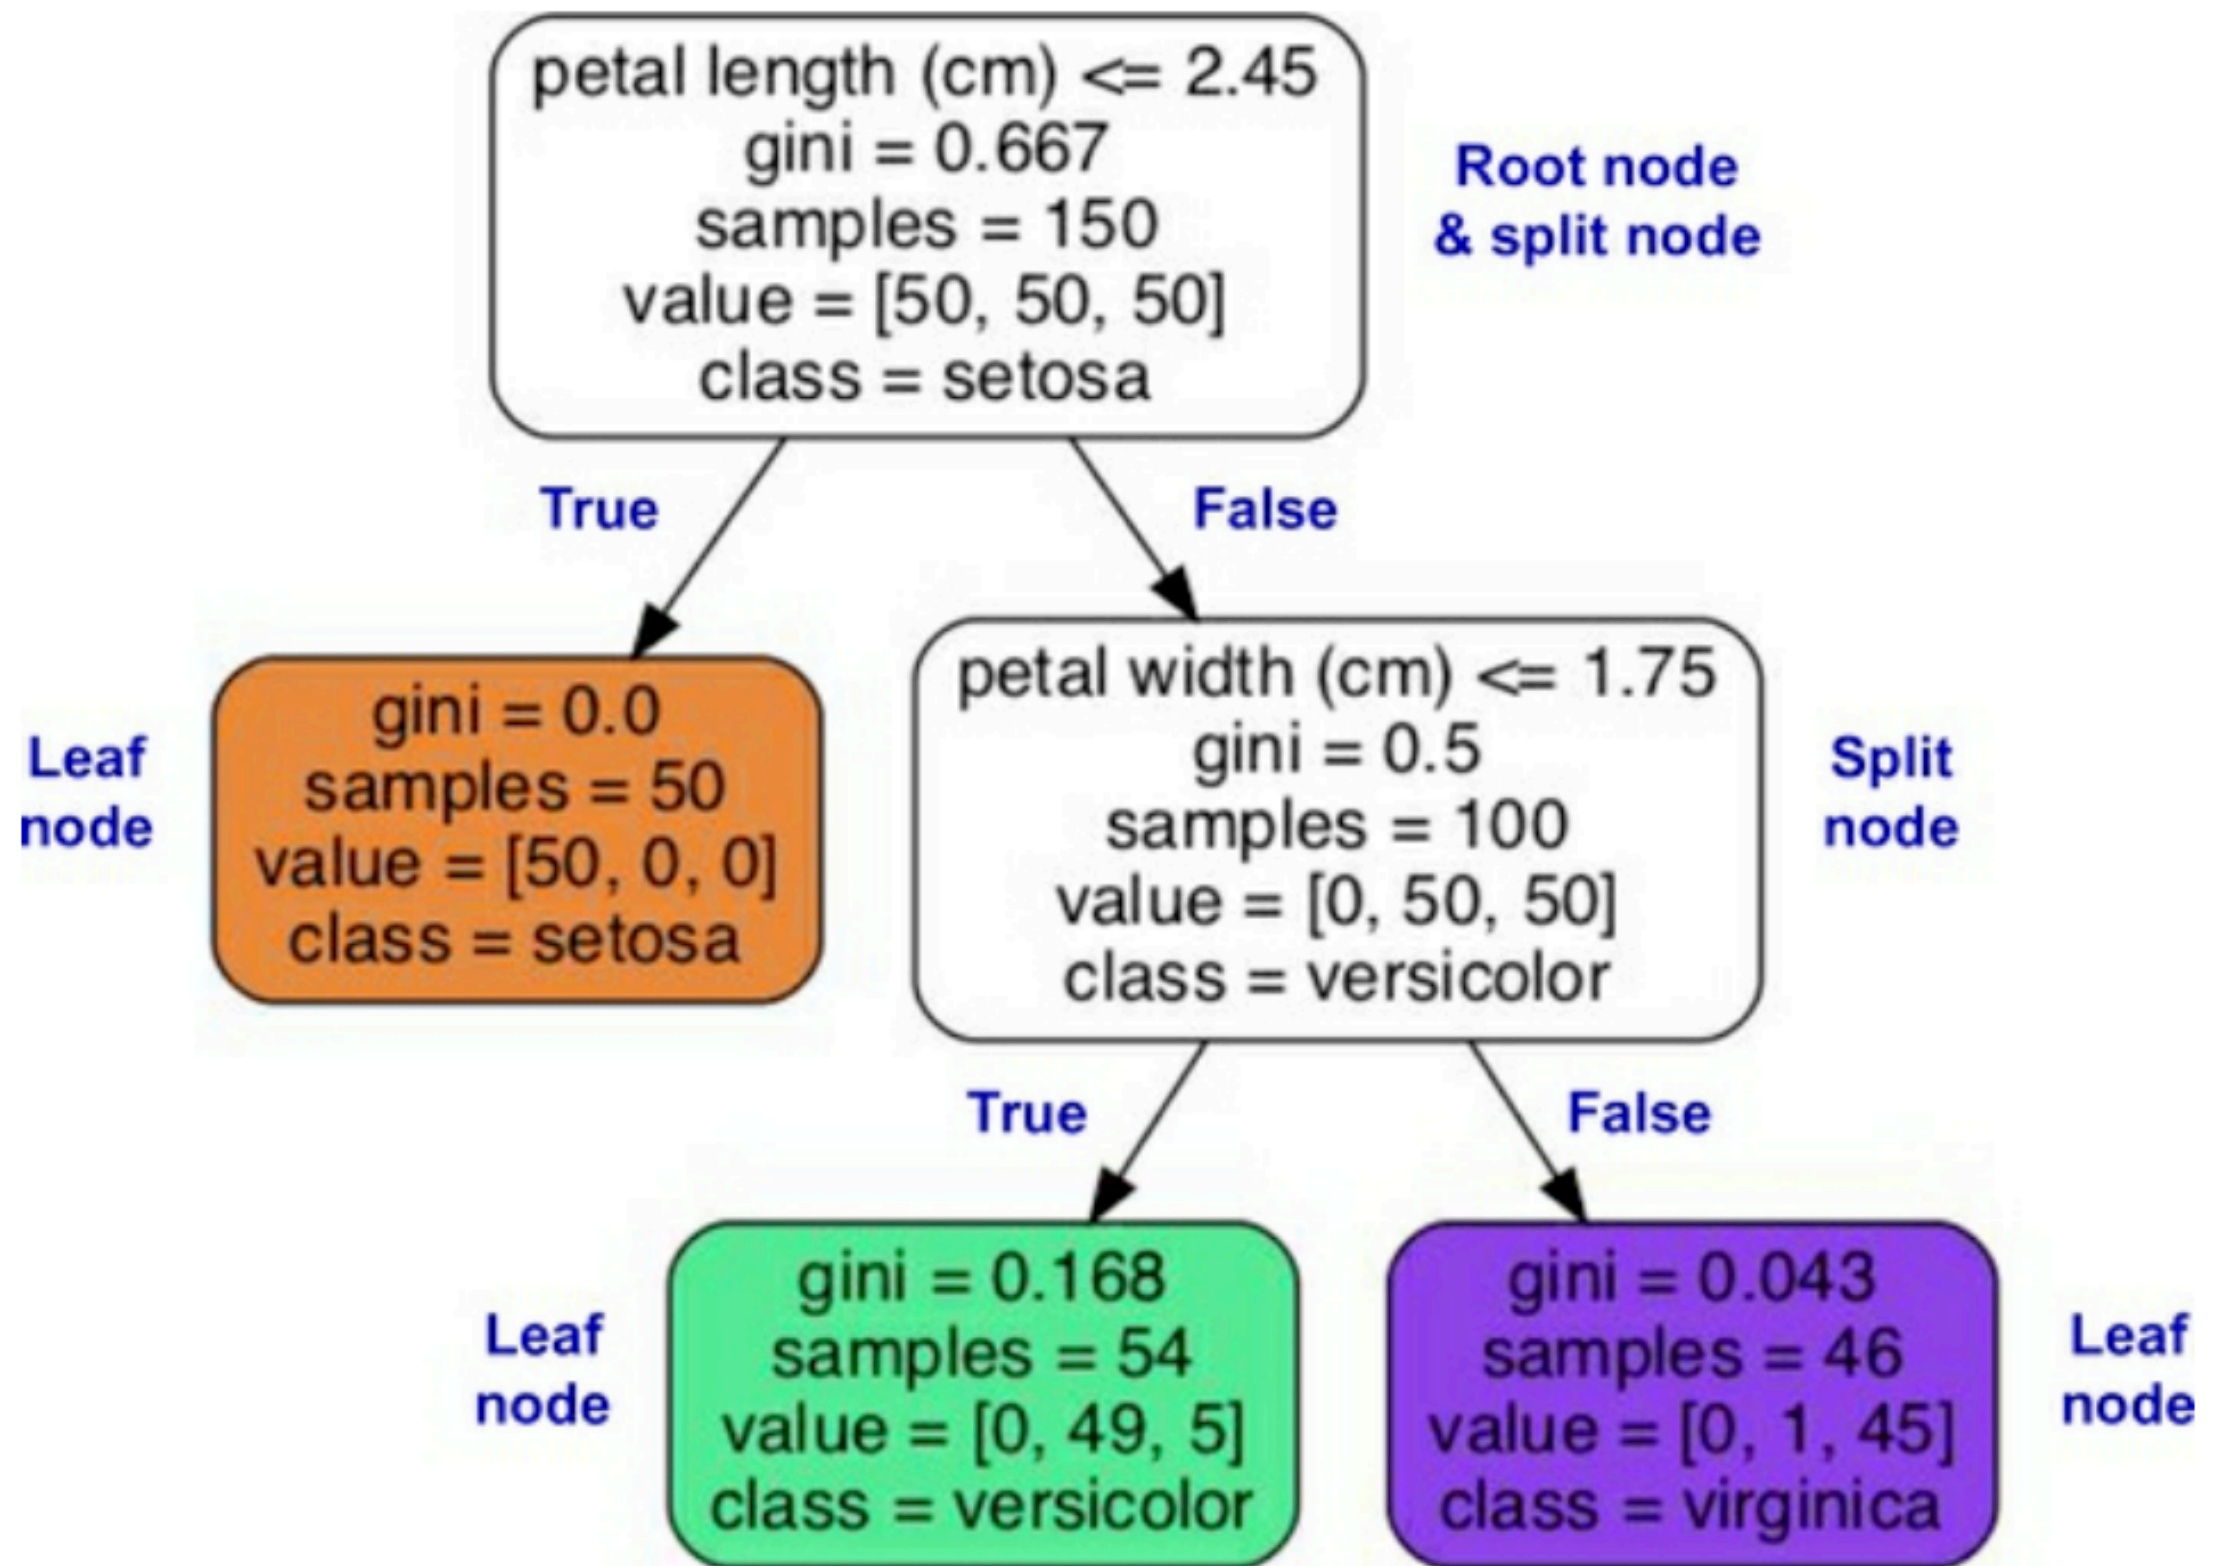 petal length (cm) <= 2.45
gini = 0.667
samples = 150
value = [50, 50, 50]
class = setosa
Root node
& split node
True
False
Leaf
node
gini = 0.0
samples = 50
value = [50, 0, 0]
class = setosa
petal width (cm) <= 1.75
gini = 0.5
samples = 100
value = [0, 50, 50]
class = versicolor
Split
node
True
False
Leaf
node
gini = 0.168
samples = 54
value = [0, 49, 5]
class = versicolor
gini = 0.043
samples = 46
value = [0, 1, 45]
class = virginica
Leaf
node